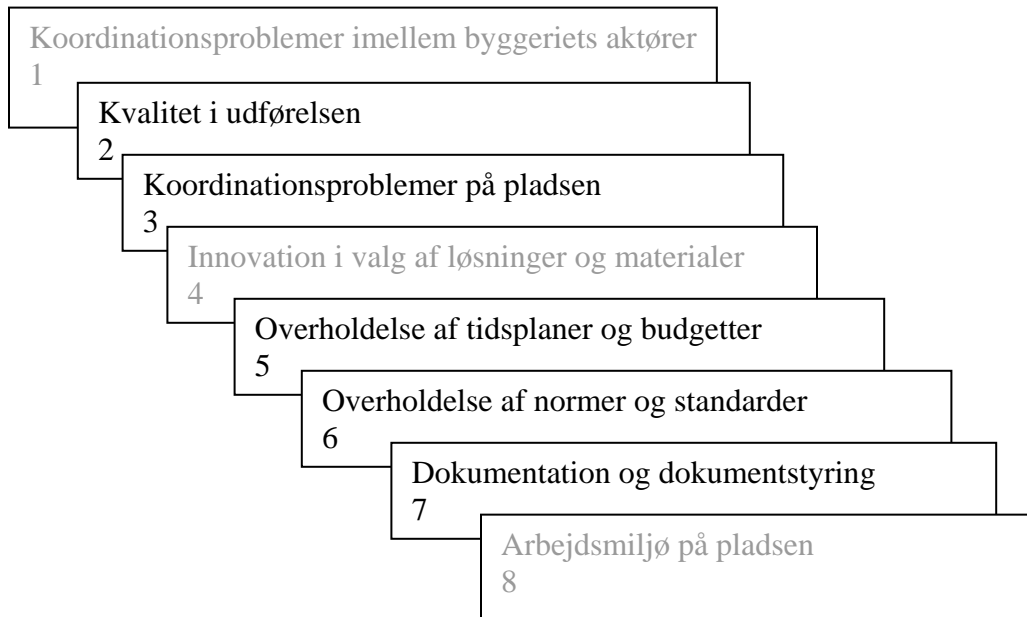 Koordinationsproblemer imellem byggeriets aktører
1
Kvalitet i udførelsen
2
Koordinationsproblemer på pladsen
3
Innovation i valg af løsninger og materialer
4
Overholdelse af tidsplaner og budgetter
5
Overholdelse af normer og standarder
6
Dokumentation og dokumentstyring
7
Arbejdsmiljø på pladsen
8